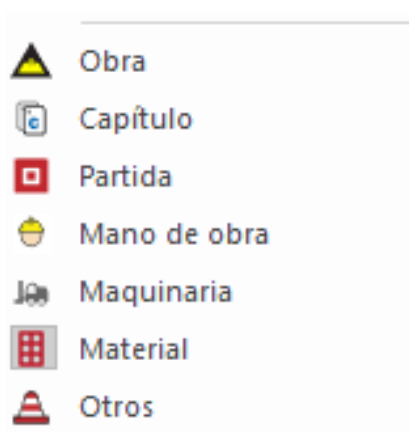 Obra
Capítulo
Partida
Mano de obra
Maquinaria
Material
Otros